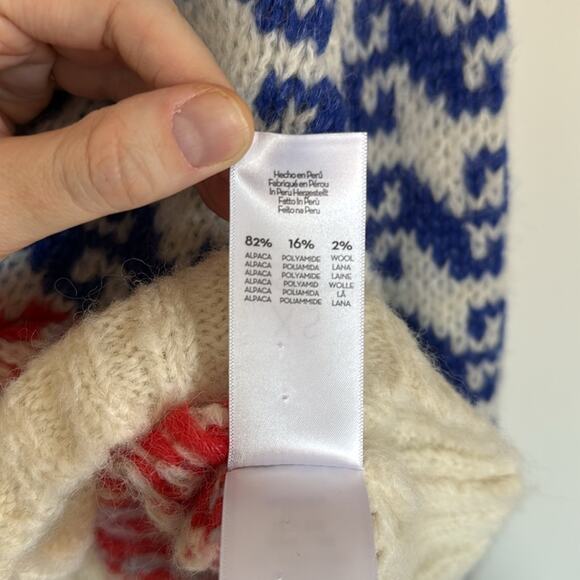 Hecho en Perú
Fabriqué en Pérou
In Peru Hergestellt
Fatto In Perù
Feito na Peru
82% 16% 2%
ALPACA POLYAMIDE WOOL
ALPACA POLIAMIDA LANA
ALPACA POLYAMIDE LAINE
ALPACA POLYAMID WOLLE
ALPACA POLIAMIDA LÃ
ALPACA POLIAMMIDE LANA